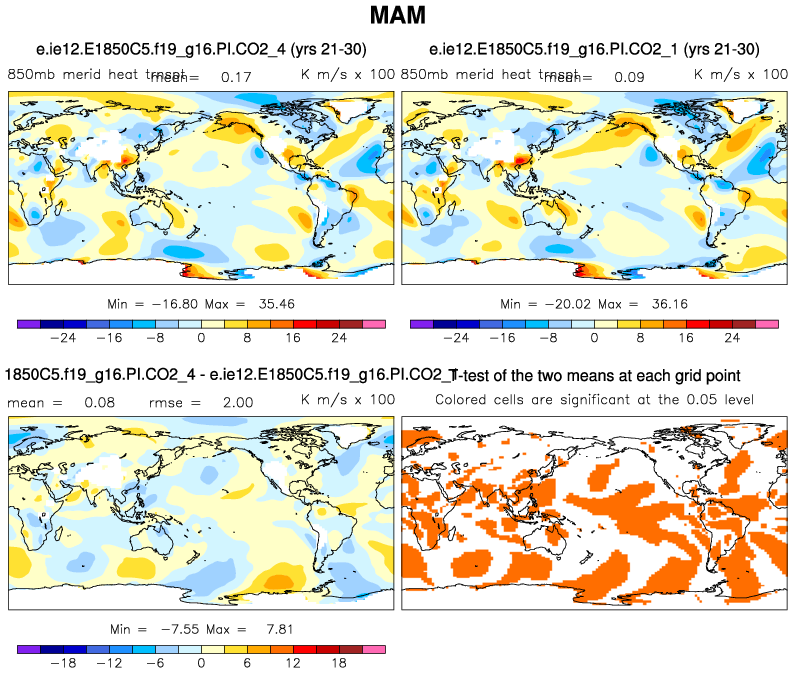 MAM
e.ie12.E1850C5.f19_g16.PI.CO2_4 (yrs 21-30)
e.ie12.E1850C5.f19_g16.PI.CO2_1 (yrs 21-30)
850mb merid heat transp mean= 0.17 K m/s x 100
850mb merid heat transp mean= 0.09 K m/s x 100
Min = −16.80 Max = 35.46
Min = −20.02 Max = 36.16
−24 −16 −8 0 8 16 24
−24 −16 −8 0 8 16 24
1850C5.f19_g16.PI.CO2_4 - e.ie12.E1850C5.f19_g16.PI.CO2_1
T-test of the two means at each grid point
mean = 0.08 rmse = 2.00 K m/s x 100
Colored cells are significant at the 0.05 level
Min = −7.55 Max = 7.81
−18 −12 −6 0 6 12 18